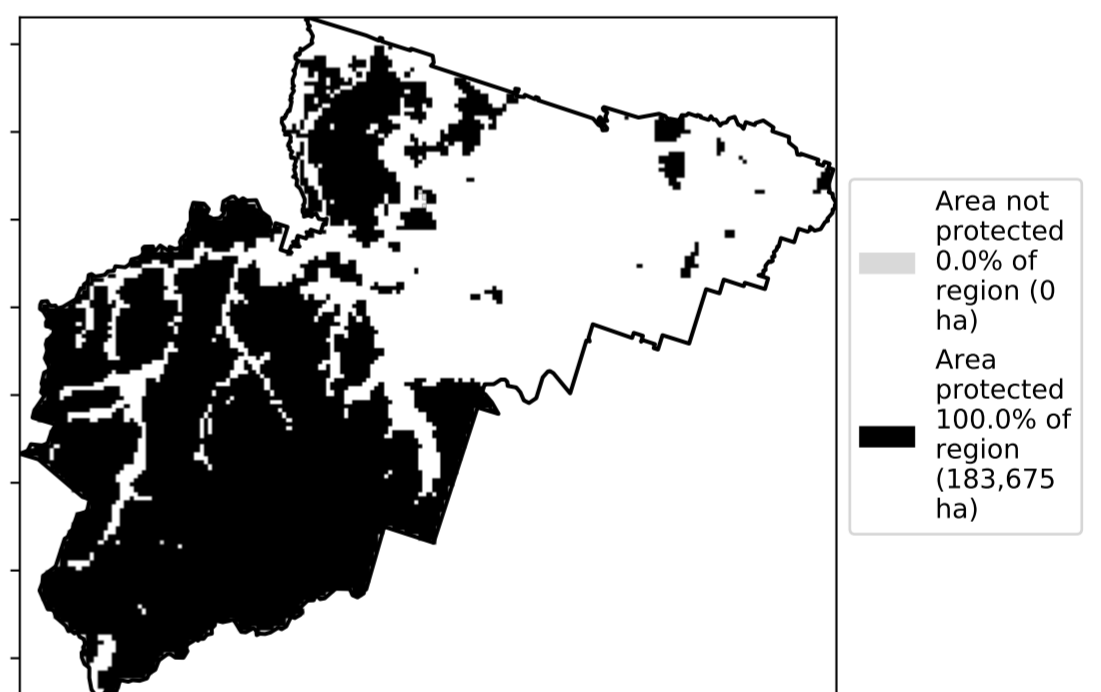 Area not
protected
0.0% of
region (0
ha)
Area
protected
100.0% of
region
(183,675
ha)